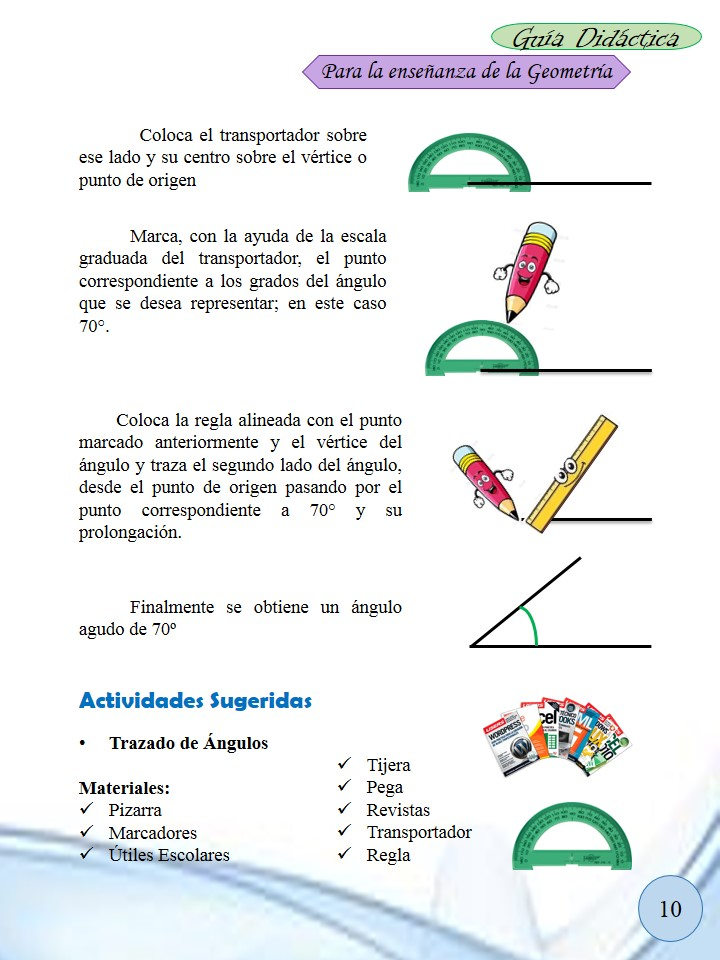 Guía Didáctica
Para la enseñanza de la Geometría
Coloca el transportador sobre
ese lado y su centro sobre el vértice o
punto de origen
Marca, con la ayuda de la escala
graduada del transportador, el punto
correspondiente a los grados del ángulo
que se desea representar; en este caso
70°.
Coloca la regla alineada con el punto
marcado anteriormente y el vértice del
ángulo y traza el segundo lado del ángulo,
desde el punto de origen pasando por el
punto correspondiente a 70° y su
prolongación.
Finalmente se obtiene un ángulo
agudo de 70º
Actividades Sugeridas
• Trazado de Ángulos
Materiales:
✓ Pizarra
✓ Marcadores
✓ Útiles Escolares
✓ Tijera
✓ Pega
✓ Revistas
✓ Transportador
✓ Regla
WORDPRESS
10